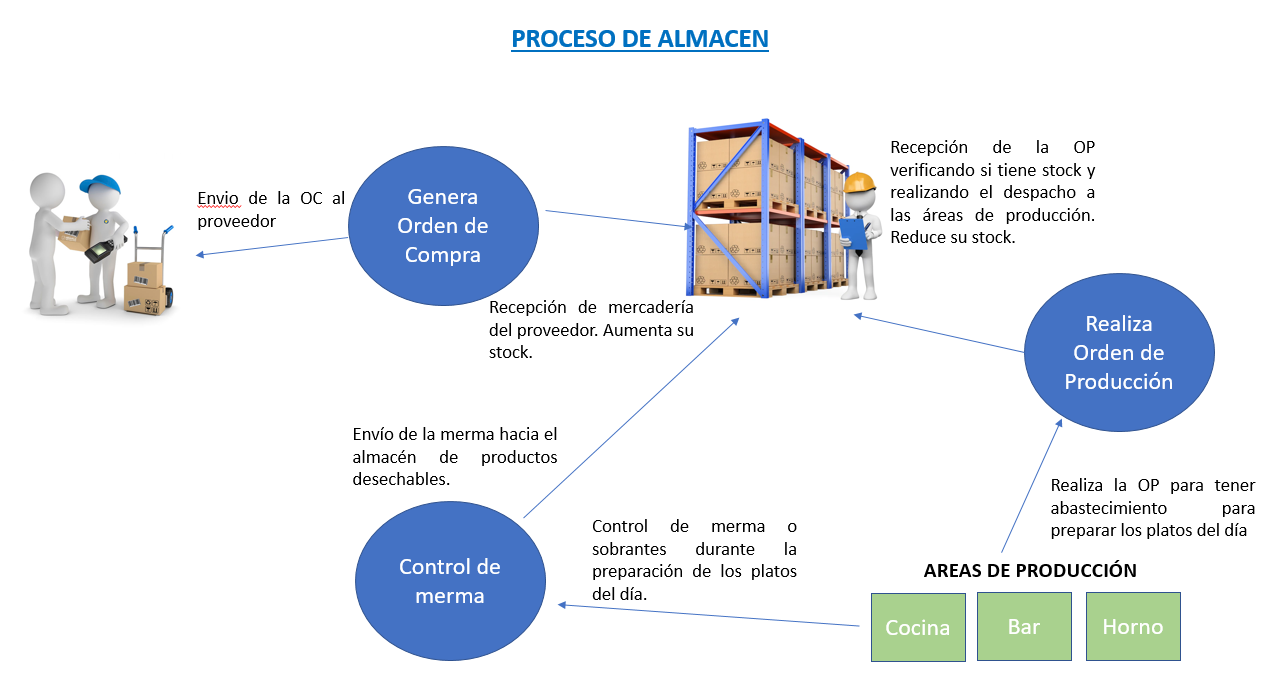 PROCESO DE ALMACEN
Envio de la OC al
proveedor
Genera
Orden de
Compra
Recepción de mercadería
del proveedor. Aumenta su
stock.
Recepción de la OP
verificando si tiene stock y
realizando el despacho a
las áreas de producción.
Reduce su stock.
Realiza
Orden de
Producción
Envío de la merma hacia el
almacén de productos
desechables.
Control de
merma
Control de merma o
sobrantes durante la
preparación de los platos
del día.
Realiza la OP para tener
abastecimiento para
preparar los platos del día
AREAS DE PRODUCCIÓN
Cocina
Bar
Horno